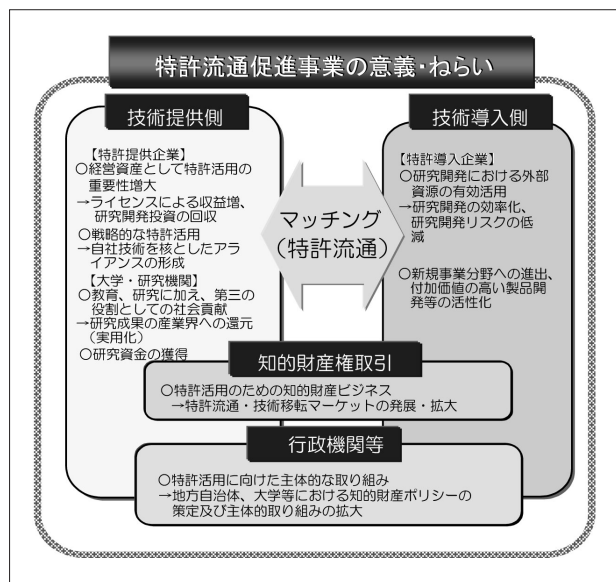 特許流通促進事業の意義・ねらい
技術提供側
【特許提供企業】
○経営資産として特許活用の
重要性増大
→ライセンスによる収益増、
研究開発投資の回収
○戦略的な特許活用
→自社技術を核としたアラ
イアンスの形成
【大学・研究機関】
○教育、研究に加え、第三の
役割としての社会貢献
→研究成果の産業界への還元
（実用化）
○研究資金の獲得
マッチング
（特許流通）
技術導入側
【特許導入企業】
○研究開発における外部
資源の有効活用
→研究開発の効率化、
研究開発リスクの低
減
○新規事業分野への進出、
付加価値の高い製品開
発等の活性化
知的財産権取引
○特許活用のための知的財産ビジネス
→特許流通・技術移転マーケットの発展・拡大
行政機関等
○特許活用に向けた主体的な取り組み
→地方自治体、大学等における知的財産ポリシーの
策定及び主体的取り組みの拡大